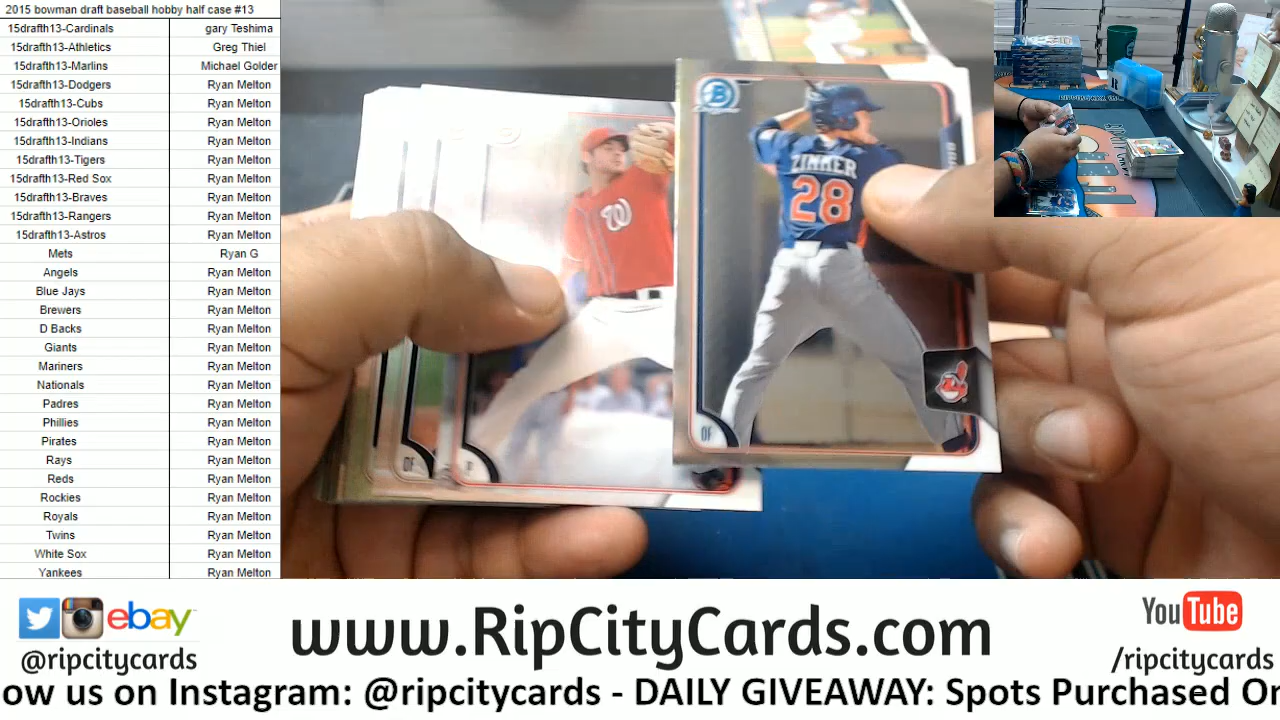 2015 bowman draft baseball hobby half case #13
15drafth13-Cardinals gary Teshima
15drafth13-Athletics Greg Thiel
15drafth13-Marlins Michael Golder
15drafth13-Dodgers Ryan Melton
15drafth13-Cubs Ryan Melton
15drafth13-Orioles Ryan Melton
15drafth13-Indians Ryan Melton
15drafth13-Tigers Ryan Melton
15drafth13-Red Sox Ryan Melton
15drafth13-Braves Ryan Melton
15drafth13-Rangers Ryan Melton
15drafth13-Astros Ryan Melton
Mets Ryan G
Angels Ryan Melton
Blue Jays Ryan Melton
Brewers Ryan Melton
D Backs Ryan Melton
Giants Ryan Melton
Mariners Ryan Melton
Nationals Ryan Melton
Padres Ryan Melton
Phillies Ryan Melton
Pirates Ryan Melton
Rays Ryan Melton
Reds Ryan Melton
Rockies Ryan Melton
Royals Ryan Melton
Twins Ryan Melton
White Sox Ryan Melton
Yankees Ryan Melton
B
ZIMMER
28
W
OF
OF
P
ebay
@ripcitycards
www.RipCityCards.com
YouTube
/ripcitycards
ow us on Instagram: @ripcitycards - DAILY GIVEAWAY: Spots Purchased On